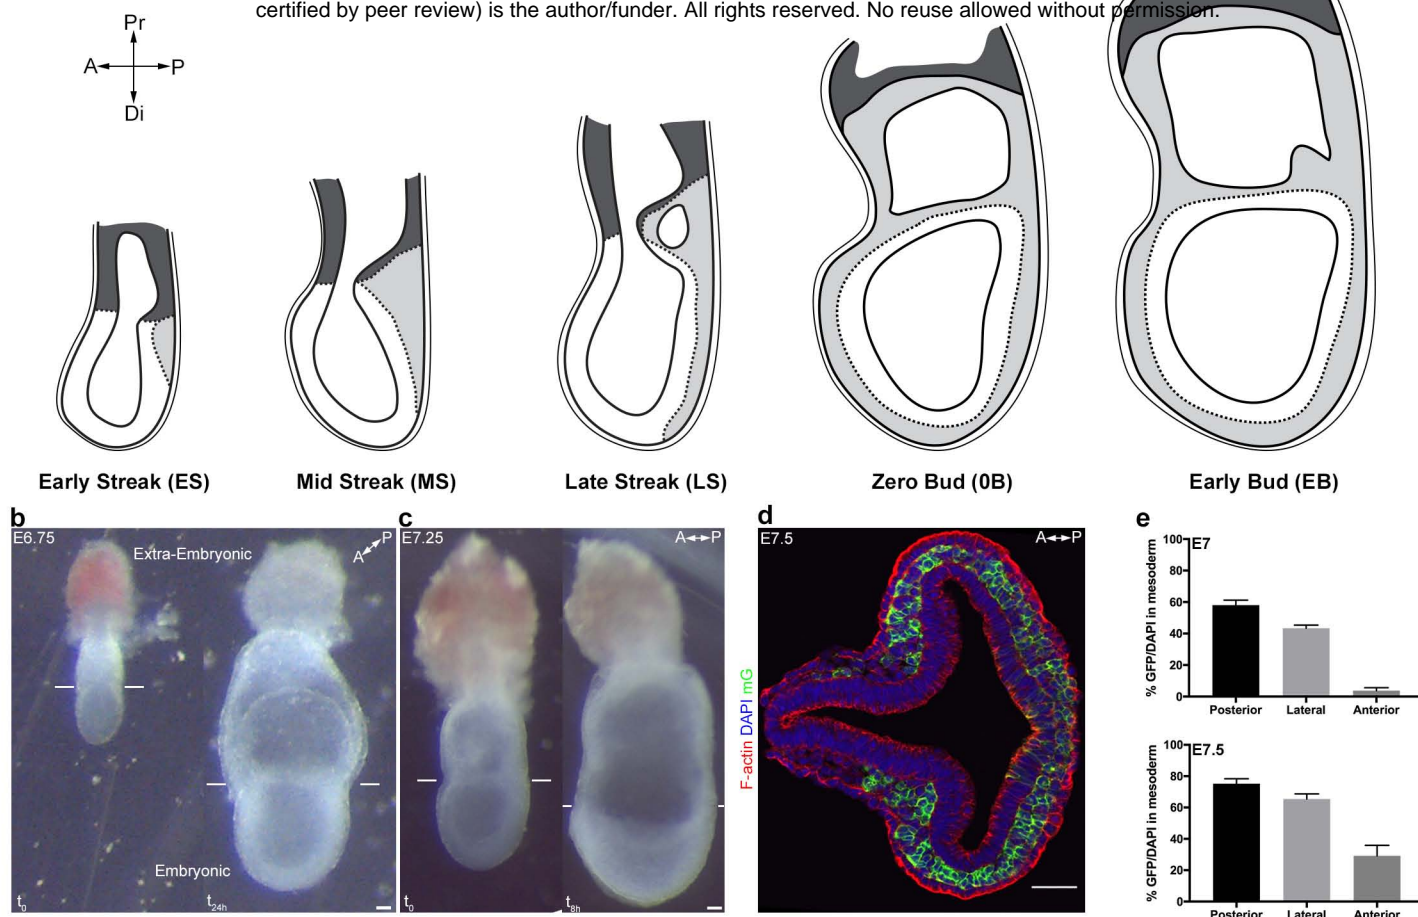 certified by peer review) is the author/funder. All rights reserved. No reuse allowed without permission.
Pr
A P
Di
Early Streak (ES)
Mid Streak (MS)
Late Streak (LS)
Zero Bud (0B)
Early Bud (EB)
b
E6.75
Extra-Embryonic
P
A
Embryonic
t0
t24h
c
E7.25
A P
t0
t8h
d
E7.5
A P
F-actin DAPI mG
e
E7
% GFP/DAPI in mesoderm
100
80
60
40
20
0
Posterior Lateral Anterior
E7.5
% GFP/DAPI in mesoderm
100
80
60
40
20
0
Posterior Lateral Anterior